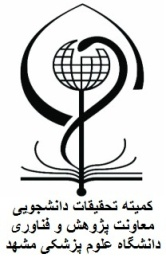 کمیته تحقیقات دانشجویی
معاونت پژوهش و فناوری
دانشگاه علوم پزشکی مشهد